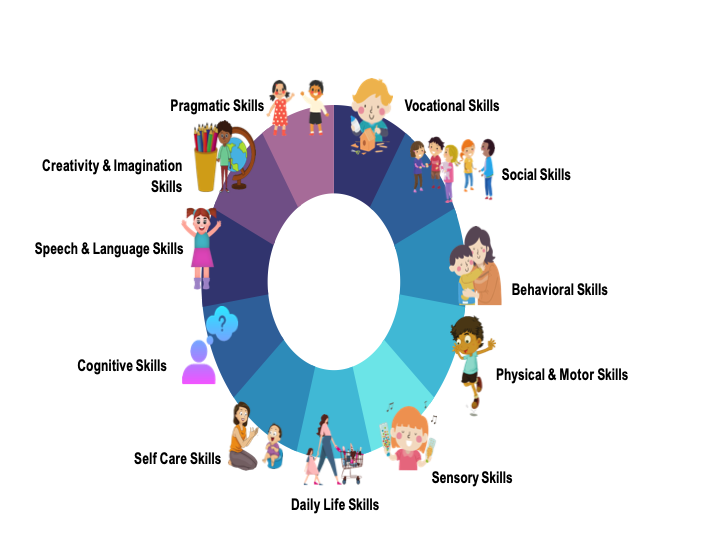 Pragmatic Skills
Vocational Skills
Creativity & Imagination
Skills
Social Skills
Speech & Language Skills
Behavioral Skills
Cognitive Skills
Physical & Motor Skills
Self Care Skills
Sensory Skills
Daily Life Skills
?